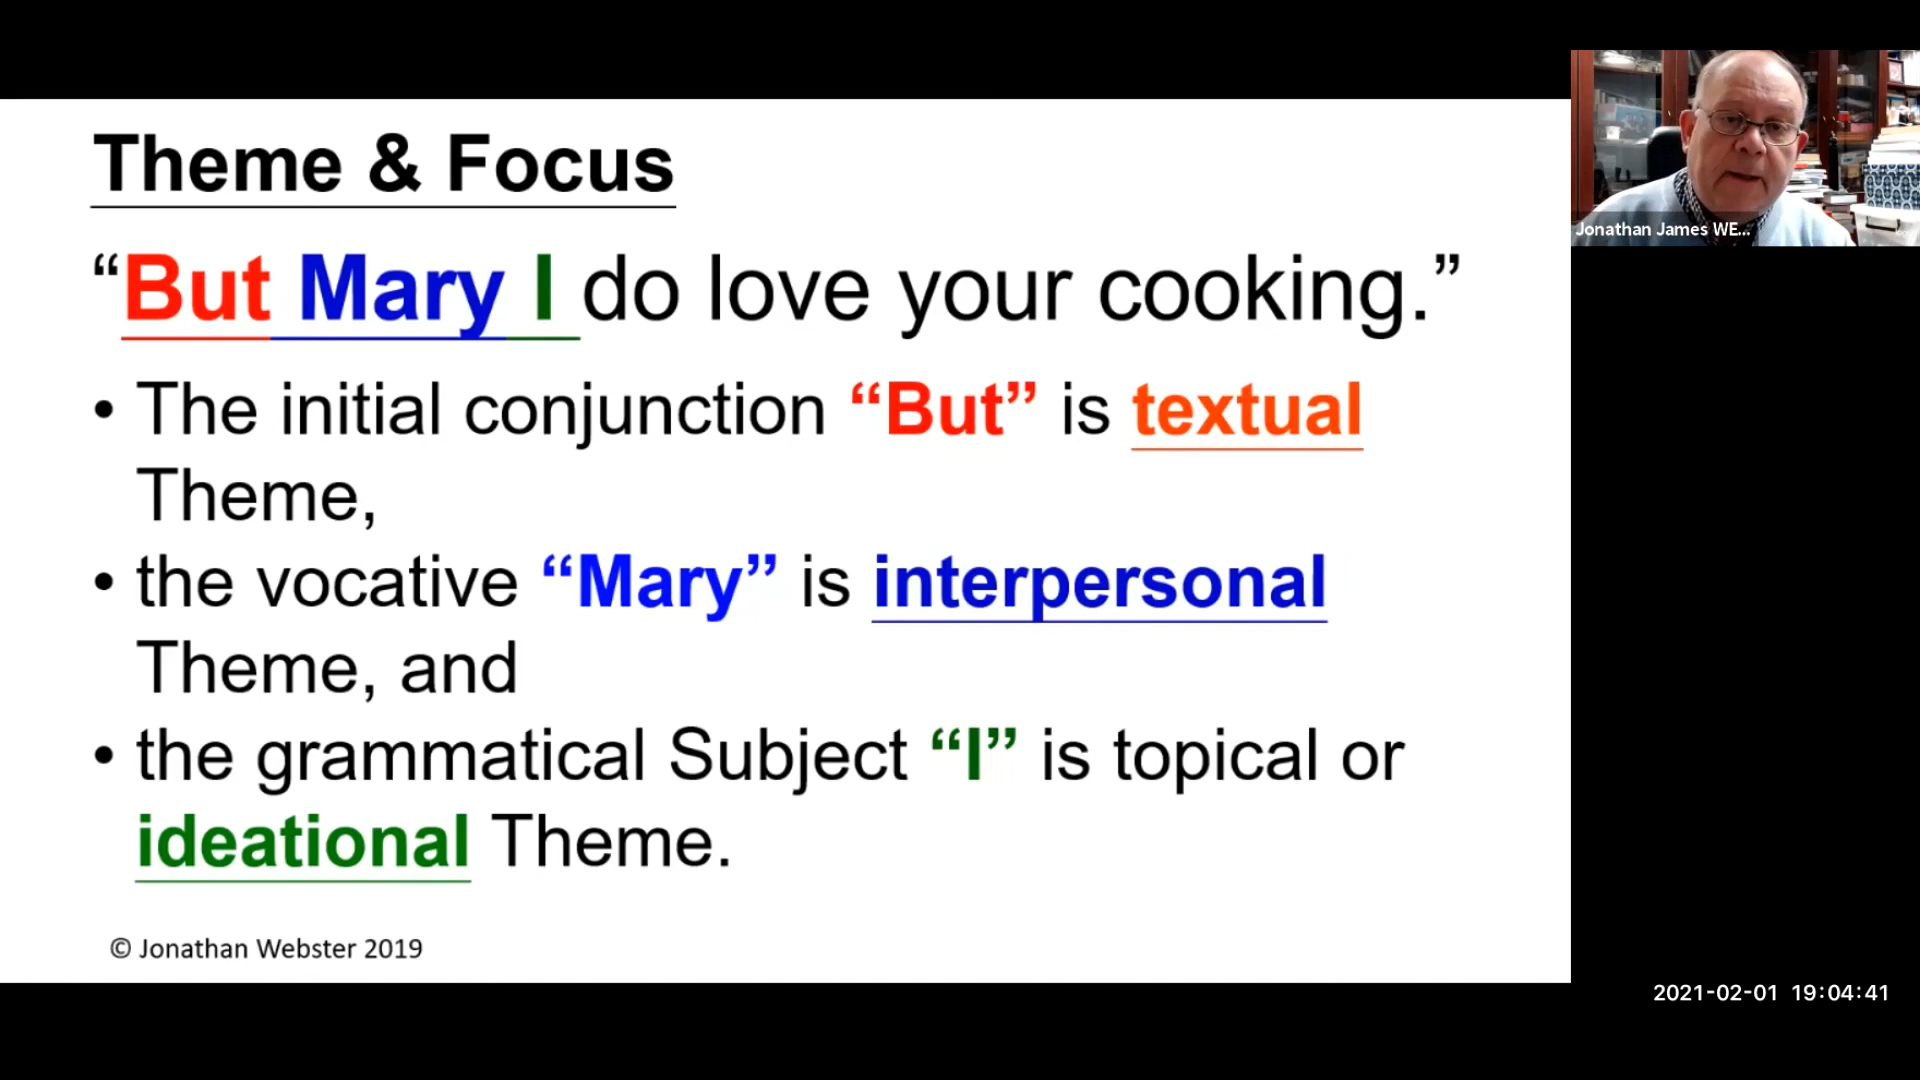 Theme & Focus
“But Mary I do love your cooking.”
• The initial conjunction “But” is textual
Theme,
• the vocative “Mary” is interpersonal
Theme, and
• the grammatical Subject “I” is topical or
ideational Theme.
© Jonathan Webster 2019
Jonathan James WE...
2021-02-01 19:04:41